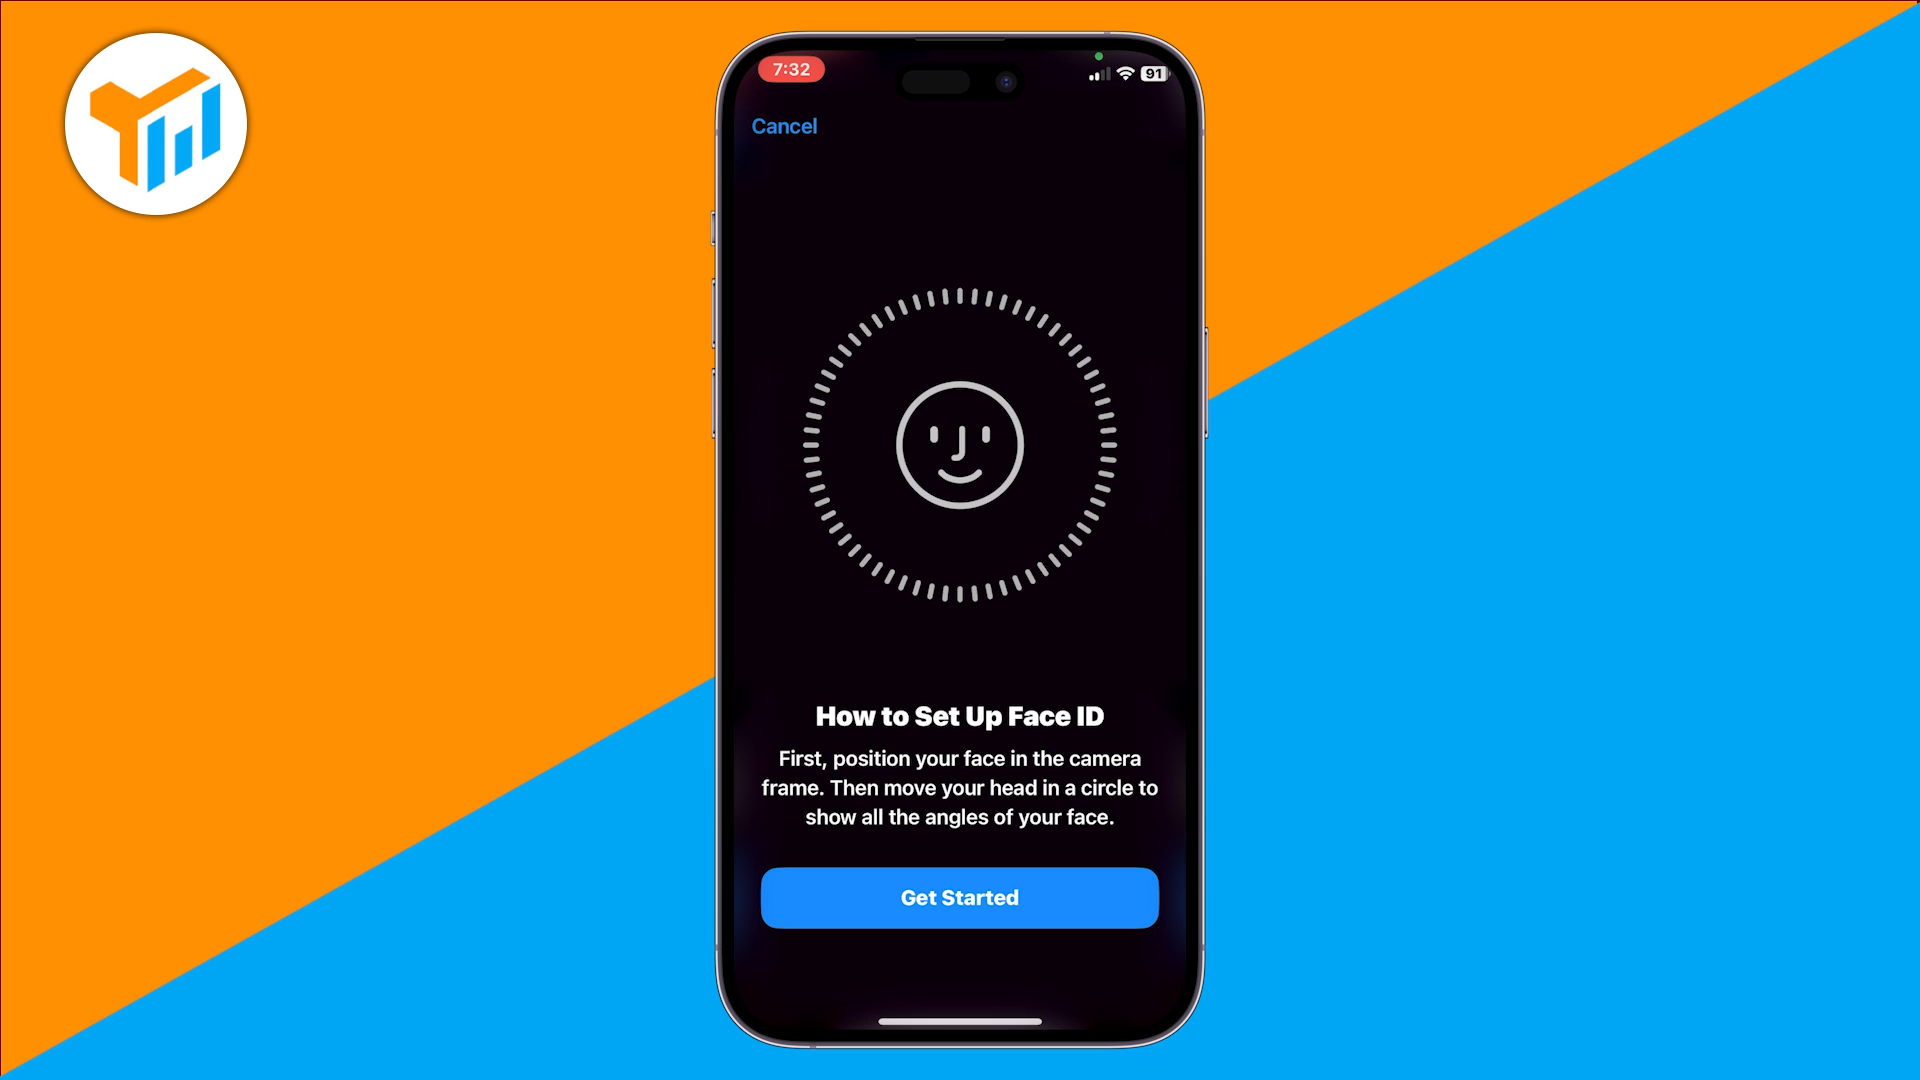 7:32
91
Cancel
How to Set Up Face ID
First, position your face in the camera
frame. Then move your head in a circle to
show all the angles of your face.
Get Started